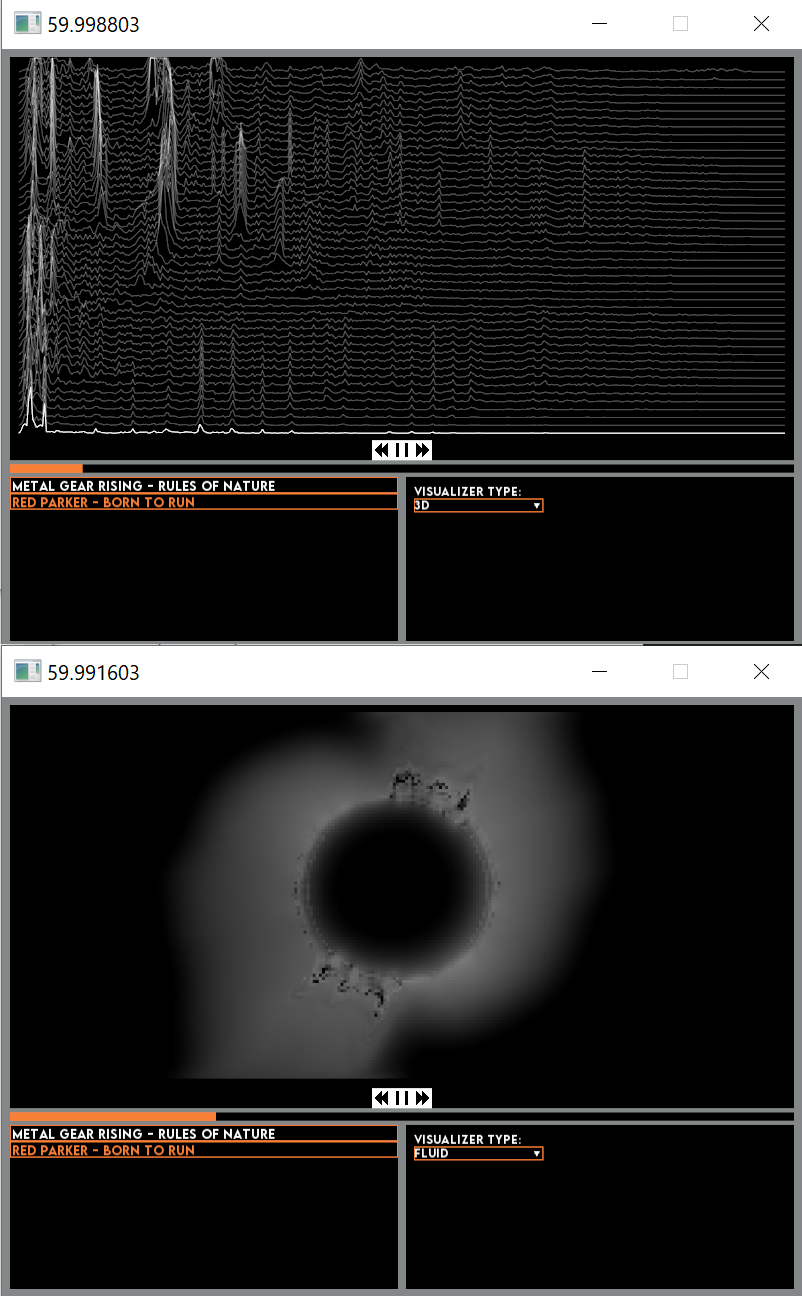 59.998803
METAL GEAR RISING - RULES OF NATURE
RED PARKER - BORN TO RUN
VISUALIZER TYPE:
3D
59.991603
METAL GEAR RISING - RULES OF NATURE
RED PARKER - BORN TO RUN
VISUALIZER TYPE:
FLUID